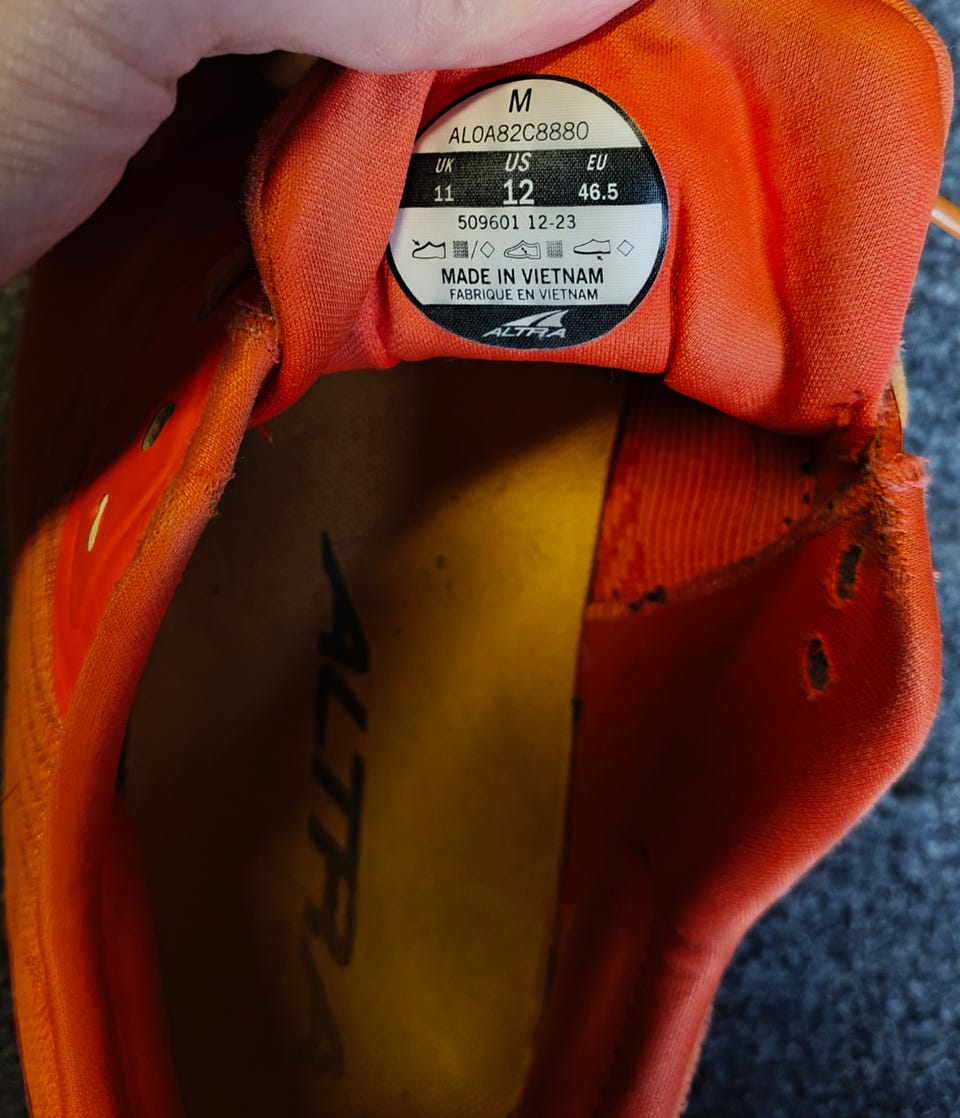 M
AL0A82C8880
UK US EU
11 12 46.5
509601 12-23
MADE IN VIETNAM
FABRIQUE EN VIETNAM
ALTRA
ALTRA